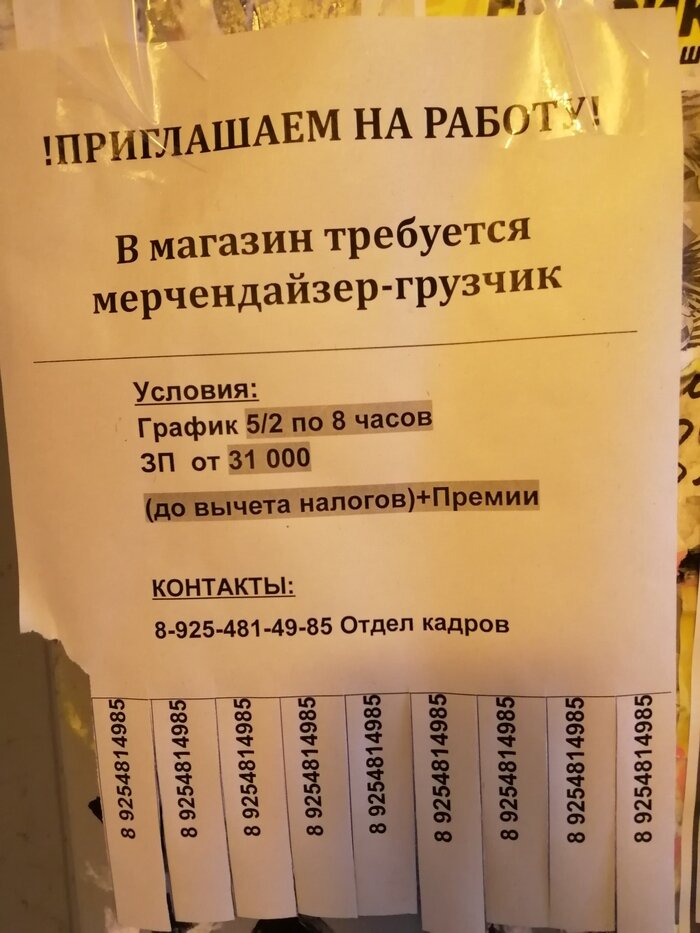 !ПРИГЛАШАЕМ НА РАБОТУ!
В магазин требуется
мерчендайзер-грузчик
Условия:
График 5/2 по 8 часов
ЗП от 31 000
(до вычета налогов)+Премии
КОНТАКТЫ:
8-925-481-49-85 Отдел кадров
8 9254814985
8 9254814985
8 9254814985
8 9254814985
8 9254814985
8 9254814985
8 9254814985
8 9254814985
8 9254814985